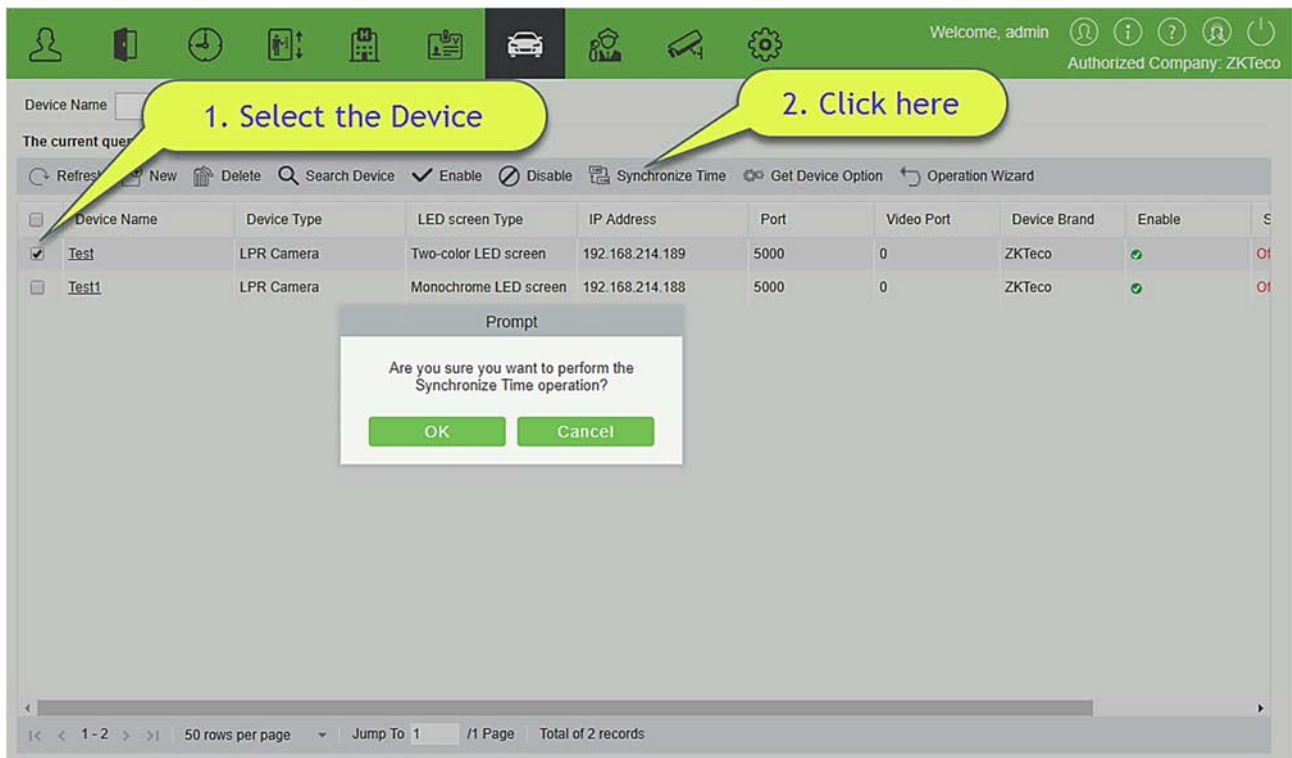 Welcome, admin
Authorized Company: ZKTeco
Device Name
1. Select the Device
2. Click here
The current
Refresh New Delete Search Device Enable Disable Synchronize Time Get Device Option Operation Wizard
Device Name Device Type LED screen Type IP Address Port Video Port Device Brand Enable S
Test LPR Camera Two-color LED screen 192.168.214.189 5000 0 ZKTeco Of
Test1 LPR Camera Monochrome LED screen 192.168.214.188 5000 0 ZKTeco Of
Prompt
Are you sure you want to perform the
Synchronize Time operation?
OK Cancel
|< < 1 - 2 > >| 50 rows per page Jump To 1 /1 Page Total of 2 records